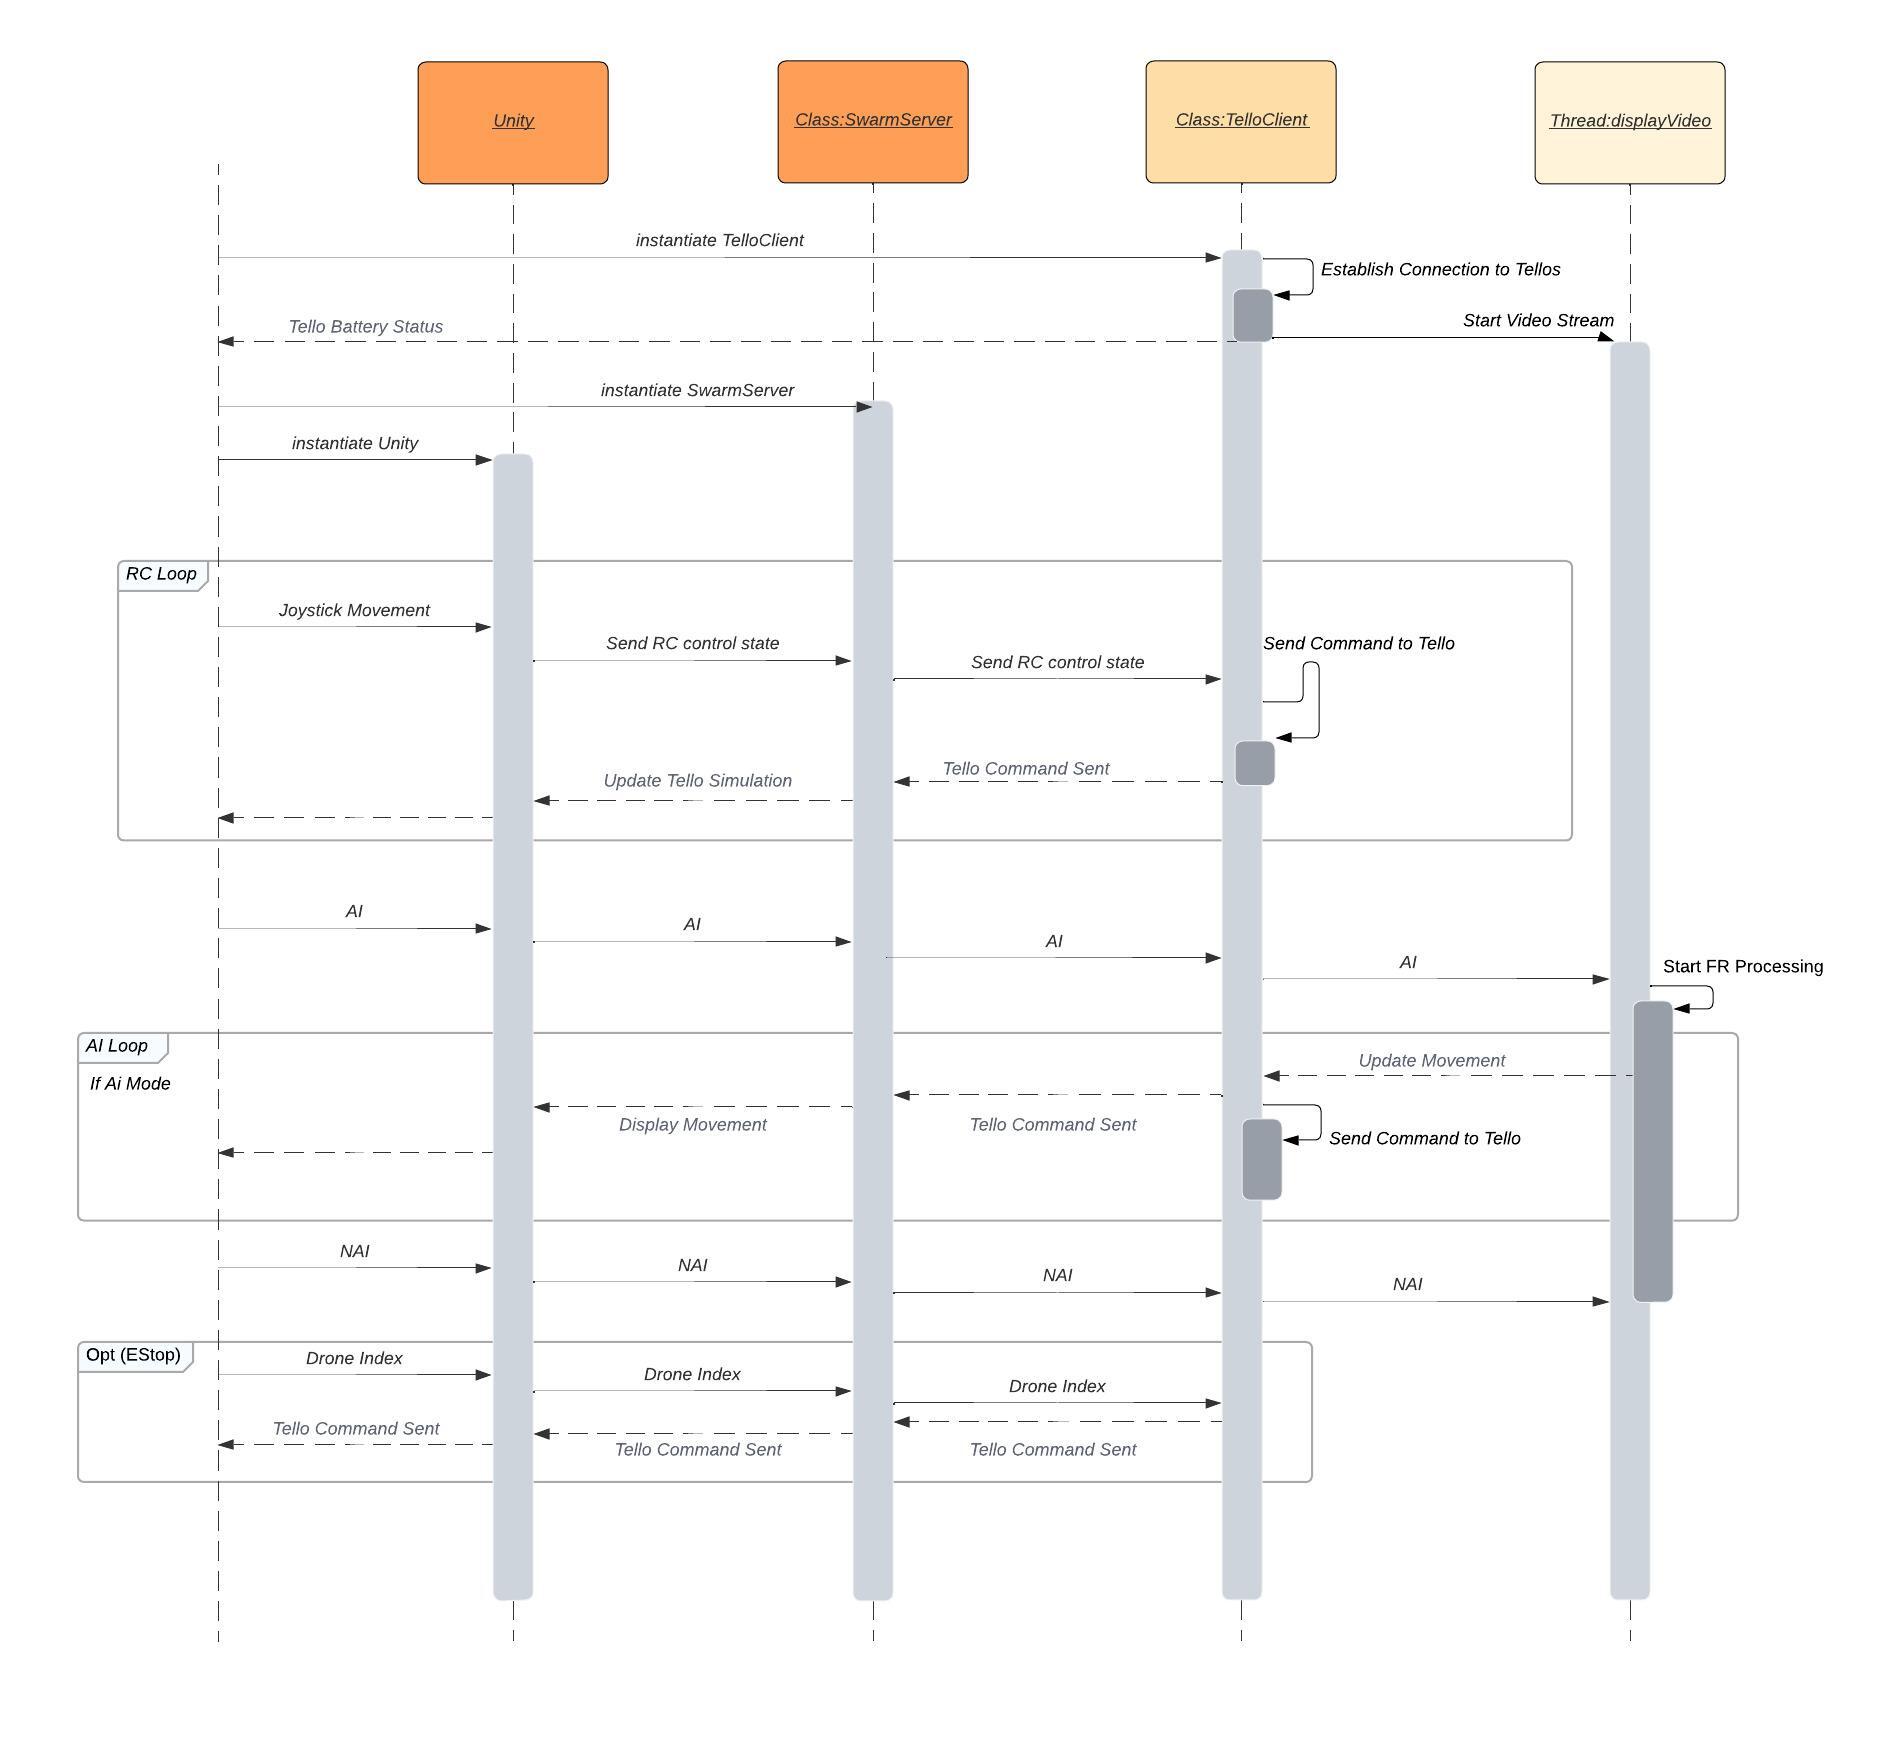 Unity
Class:SwarmServer
Class:TelloClient
Thread:displayVideo
instantiate TelloClient
Establish Connection to Tellos
Tello Battery Status
Start Video Stream
instantiate SwarmServer
instantiate Unity
RC Loop
Joystick Movement
Send RC control state
Send Command to Tello
Send RC control state
Tello Command Sent
Update Tello Simulation
AI
AI
AI
AI
Start FR Processing
AI Loop
Update Movement
If Ai Mode
Display Movement
Tello Command Sent
Send Command to Tello
NAI
NAI
NAI
NAI
Opt (EStop)
Drone Index
Drone Index
Drone Index
Tello Command Sent
Tello Command Sent
Tello Command Sent